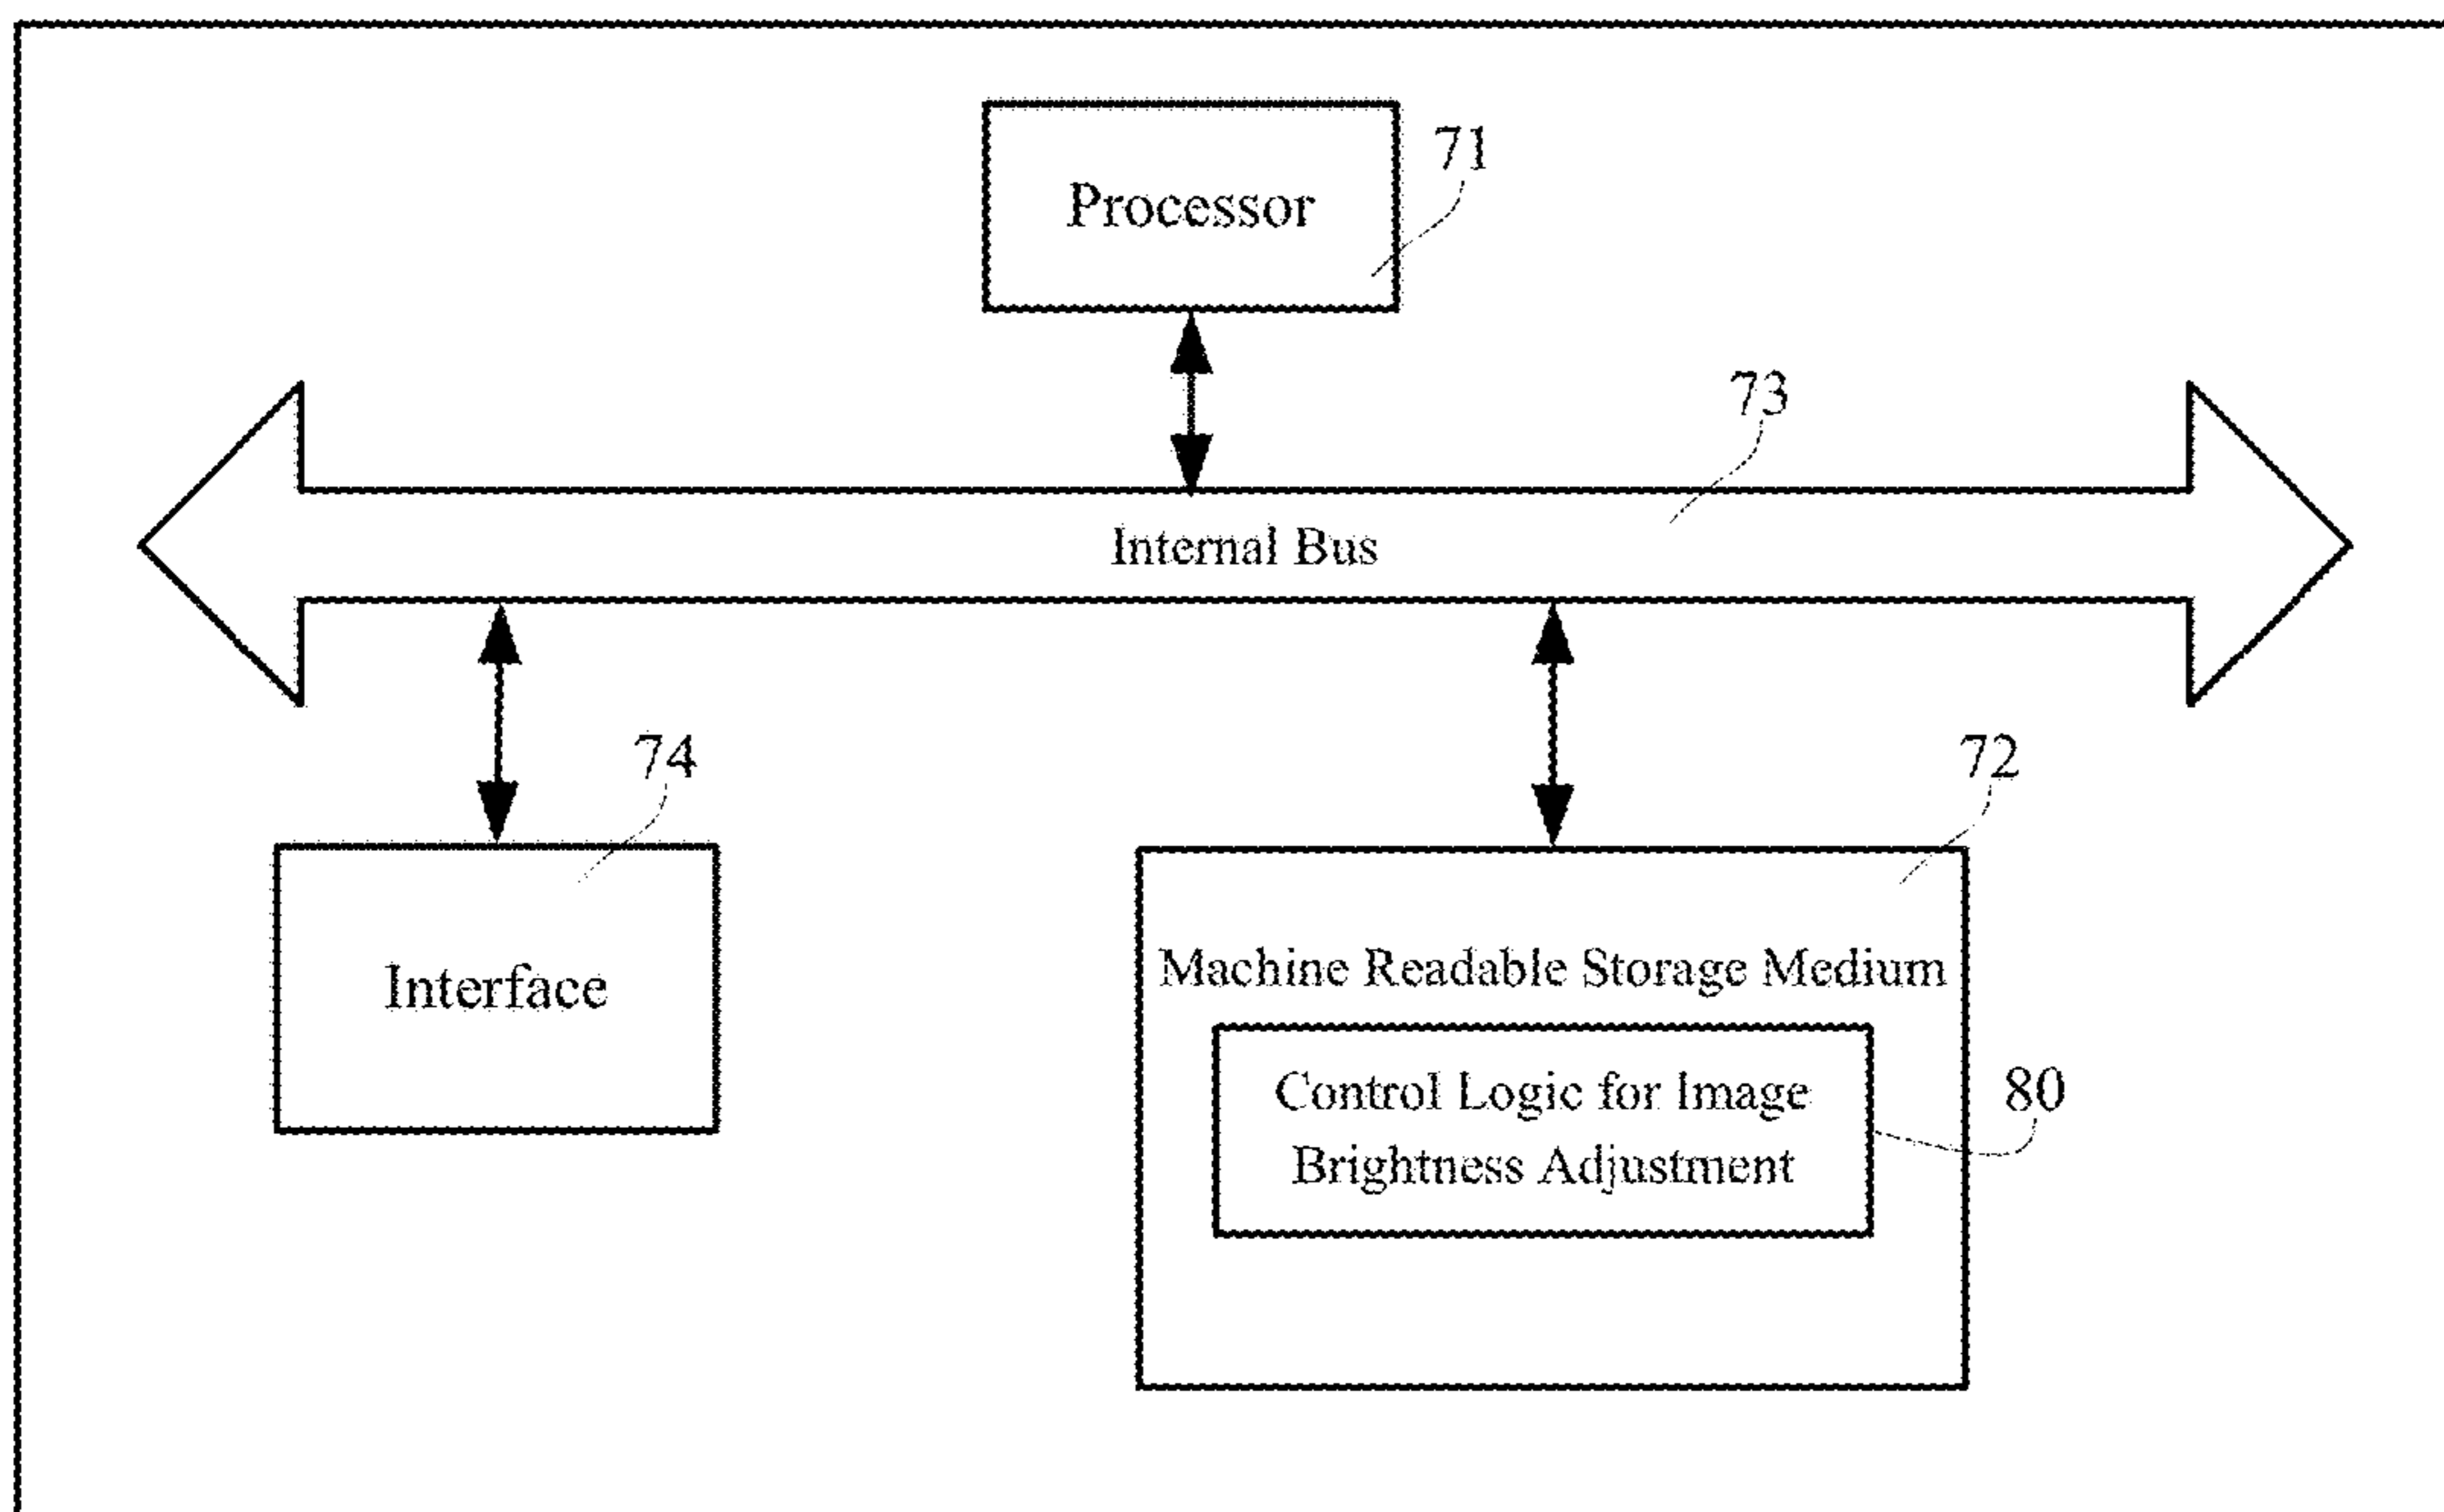 71
Processor
73
Internal Bus
74
72
Interface
Machine Readable Storage Medium
Control Logic for Image
Brightness Adjustment
80